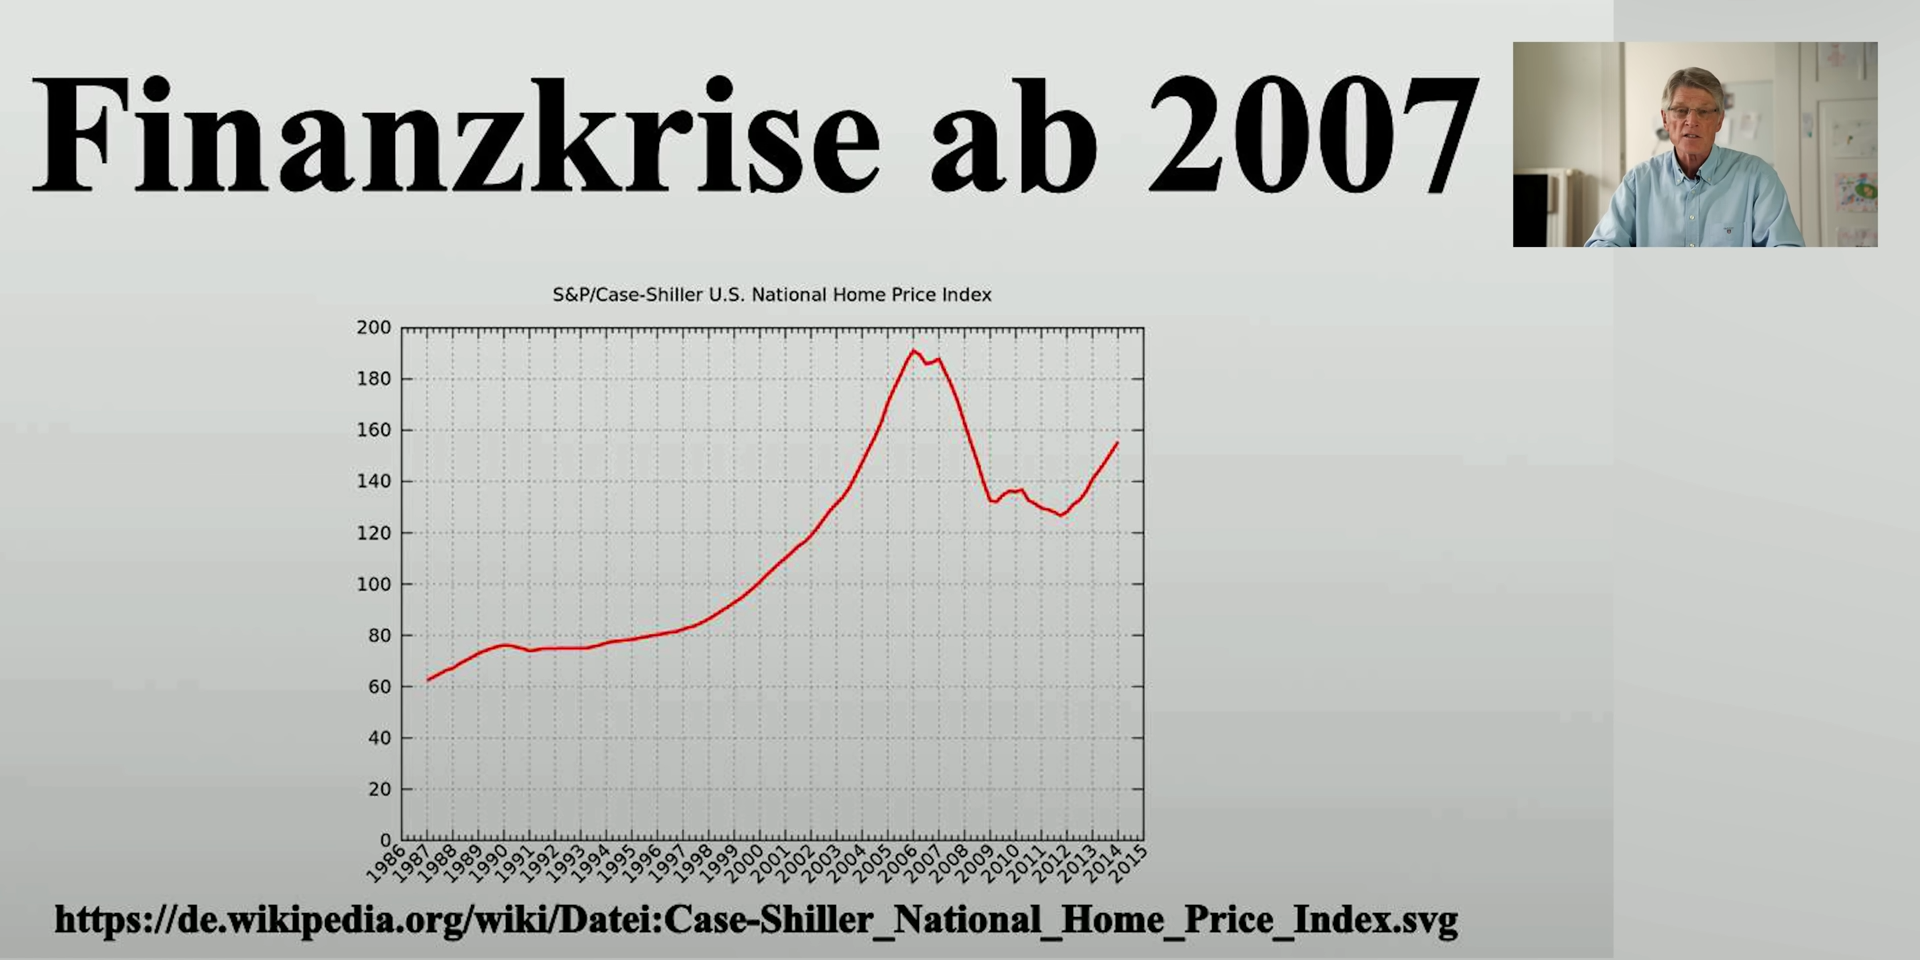 Finanzkrise ab 2007
S&P/Case-Shiller U.S. National Home Price Index
200
180
160
140
120
100
80
60
40
20
0
1986 1987 1988 1989 1990 1991 1992 1993 1994 1995 1996 1997 1998 1999 2000 2001 2002 2003 2004 2005 2006 2007 2008 2009 2010 2011 2012 2013 2014 2015
https://de.wikipedia.org/wiki/Datei:Case-Shiller_National_Home_Price_Index.svg